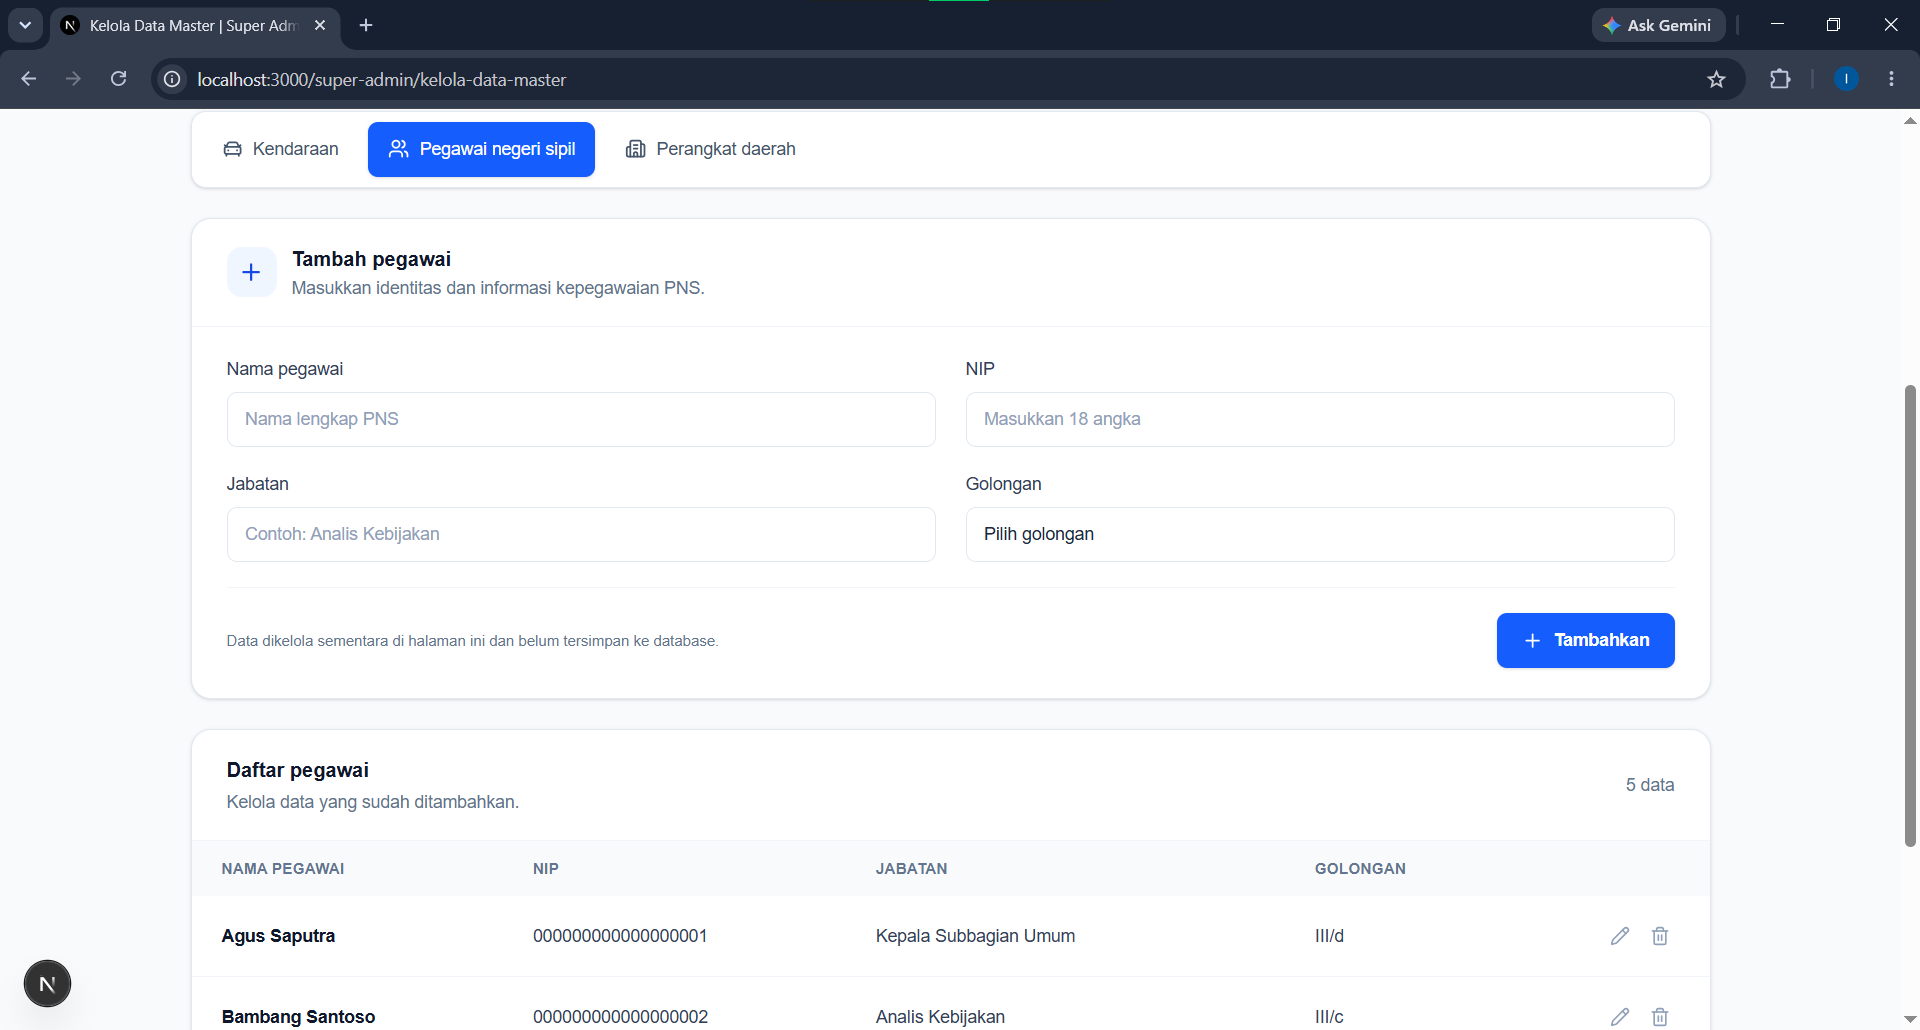 Kelola Data Master | Super Adm
Ask Gemini
localhost:3000/super-admin/kelola-data-master
I
Kendaraan
Pegawai negeri sipil
Perangkat daerah
Tambah pegawai
Masukkan identitas dan informasi kepegawaian PNS.
Nama pegawai
NIP
Nama lengkap PNS
Masukkan 18 angka
Jabatan
Golongan
Contoh: Analis Kebijakan
Pilih golongan
Data dikelola sementara di halaman ini dan belum tersimpan ke database.
Tambahkan
Daftar pegawai
Kelola data yang sudah ditambahkan.
5 data
NAMA PEGAWAI NIP JABATAN GOLONGAN
Agus Saputra 000000000000000001 Kepala Subbagian Umum III/d
Bambang Santoso 000000000000000002 Analis Kebijakan III/c
N